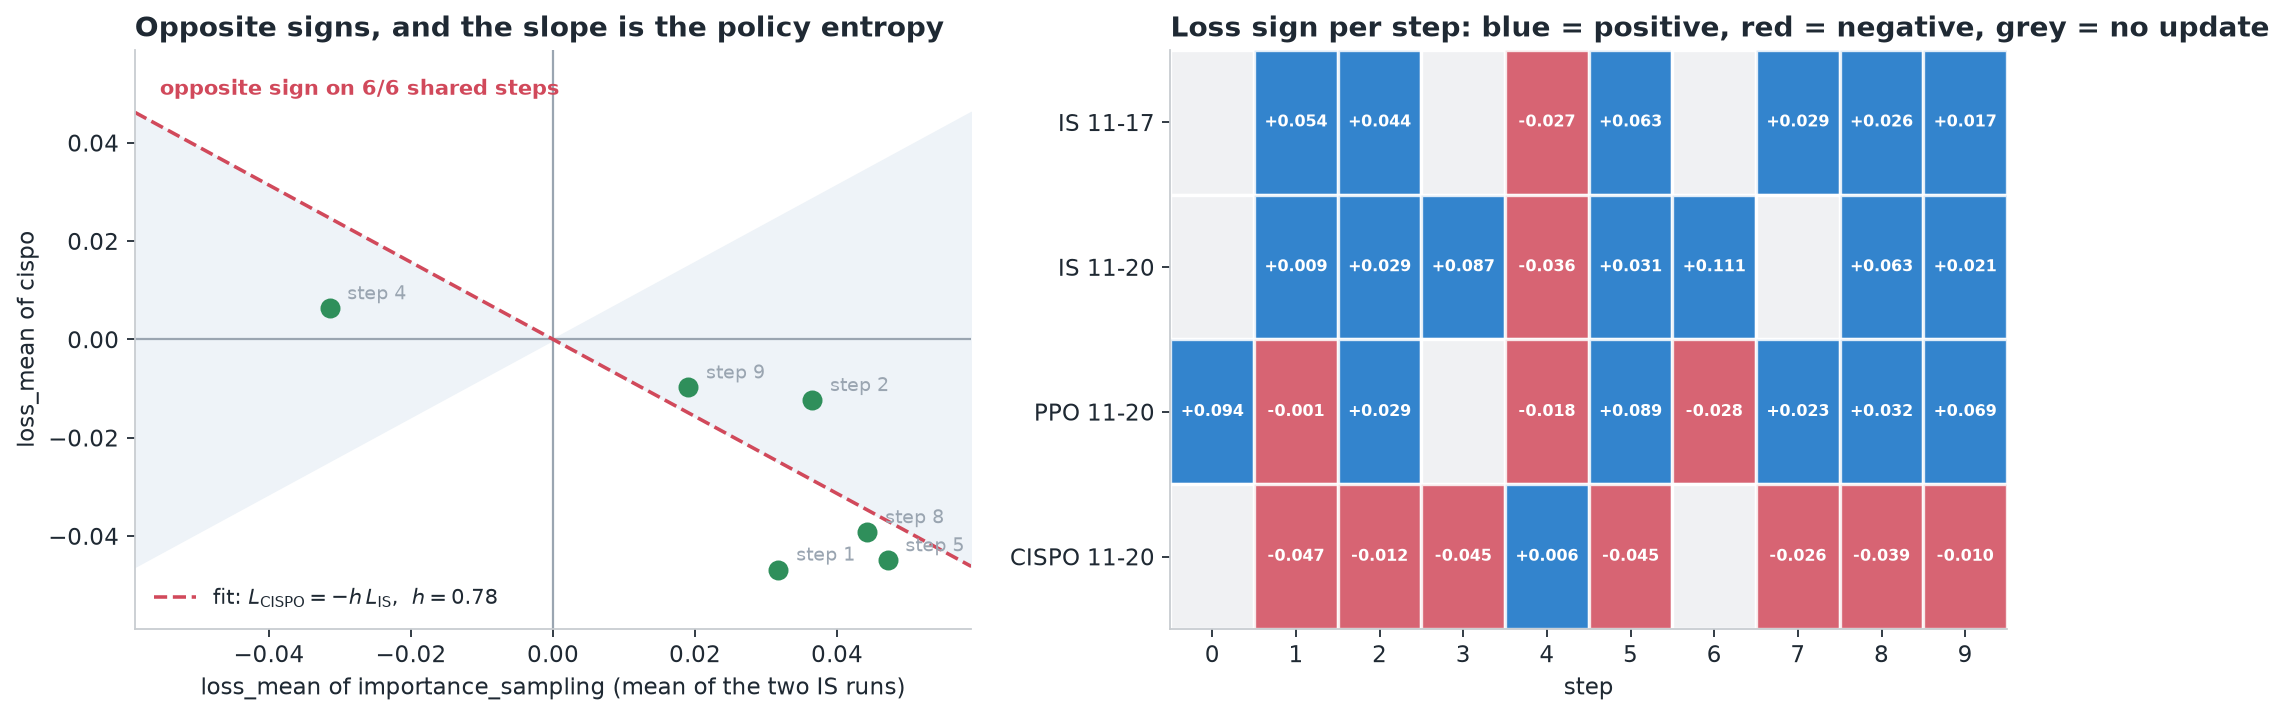 Opposite signs, and the slope is the policy entropy
opposite sign on 6/6 shared steps
loss_mean of cispo
0.04
0.02
0.00
−0.02
−0.04
step 4
step 9
step 2
step 8
step 5
step 1
fit: L_CISPO = −h L_IS, h = 0.78
−0.04 −0.02 0.00 0.02 0.04
loss_mean of importance_sampling (mean of the two IS runs)
Loss sign per step: blue = positive, red = negative, grey = no update
IS 11-17 +0.054 +0.044 -0.027 +0.063 +0.029 +0.026 +0.017
IS 11-20 +0.009 +0.029 +0.087 -0.036 +0.031 +0.111 +0.063 +0.021
PPO 11-20 +0.094 -0.001 +0.029 -0.018 +0.089 -0.028 +0.023 +0.032 +0.069
CISPO 11-20 -0.047 -0.012 -0.045 +0.006 -0.045 -0.026 -0.039 -0.010
0 1 2 3 4 5 6 7 8 9
step